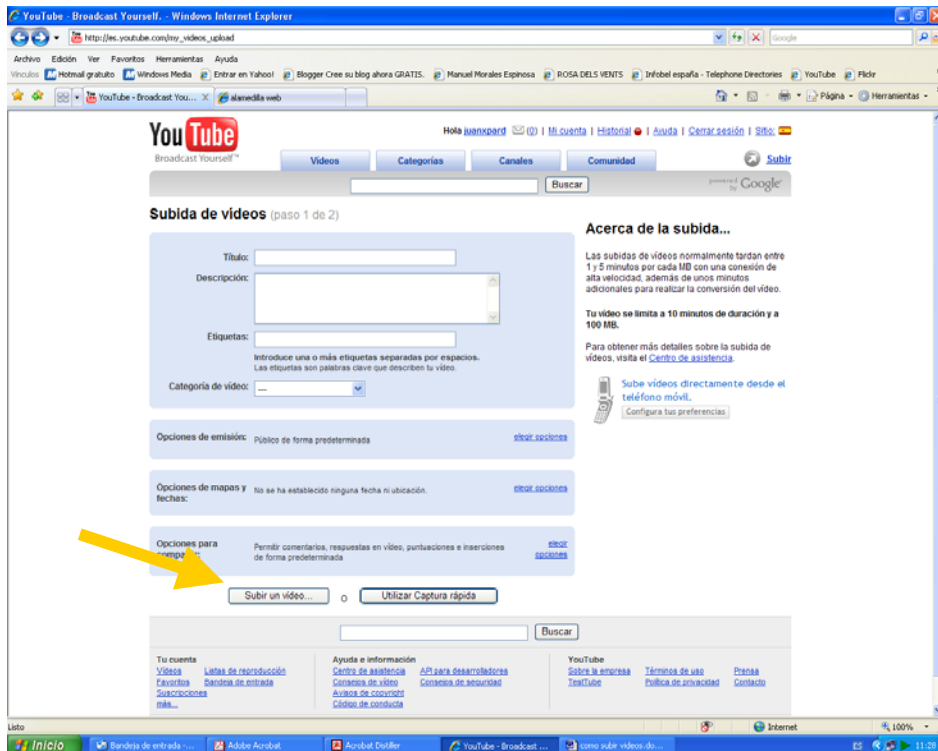 YouTube - Broadcast Yourself. - Windows Internet Explorer
http://es.youtube.com/my_videos_upload
Google
Archivo Edición Ver Favoritos Herramientas Ayuda
Vínculos Hotmail gratuito Windows Media Entrar en Yahoo! Blogger Cree su blog ahora GRATIS. Manuel Morales Espinosa ROSA DELS VENTS Infobel españa - Telephone Directories YouTube Flickr
YouTube - Broadcast You... X alamedilla web Página Herramientas
You Tube
Broadcast Yourself™
Hola juanxpard (0) | Mi cuenta | Historial | Ayuda | Cerrar sesión | Sitio:
Vídeos Categorías Canales Comunidad Subir
Buscar powered by Google
Subida de vídeos (paso 1 de 2)
Título:
Descripción:
Etiquetas:
Introduce una o más etiquetas separadas por espacios.
Las etiquetas son palabras clave que describen tu vídeo.
Categoría de vídeo: ---
Opciones de emisión: Público de forma predeterminada elegir opciones
Opciones de mapas y fechas: No se ha establecido ninguna fecha ni ubicación. elegir opciones
Opciones para
Permitir comentarios, respuestas en vídeo, puntuaciones e inserciones
de forma predeterminada
elegir
opciones
Subir un vídeo... o Utilizar Captura rápida
Acerca de la subida...
Las subidas de vídeos normalmente tardan entre
1 y 5 minutos por cada MB con una conexión de
alta velocidad, además de unos minutos
adicionales para realizar la conversión del vídeo.
Tu vídeo se limita a 10 minutos de duración y a
100 MB.
Para obtener más detalles sobre la subida de
vídeos, visita el Centro de asistencia.
Sube vídeos directamente desde el
teléfono móvil.
Configura tus preferencias
Buscar
Tu cuenta
Vídeos Listas de reproducción
Favoritos Bandeja de entrada
Suscripciones
más...
Ayuda e información
Centro de asistencia API para desarrolladores
Consejos de vídeo Consejos de seguridad
Avisos de copyright
Código de conducta
YouTube
Sobre la empresa Términos de uso Prensa
TestTube Política de privacidad Contacto
Listo Internet 100%
Inicio Bandeja de entrada -... Adobe Acrobat Acrobat Distiller YouTube - Broadcast ... como subir videos.do... ES 11:28